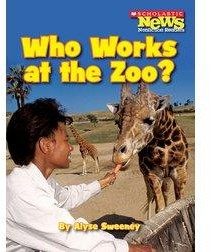 SCHOLASTIC
NEWS
Nonfiction Readers
Who Works
at the Zoo?
By Alyse Sweeney